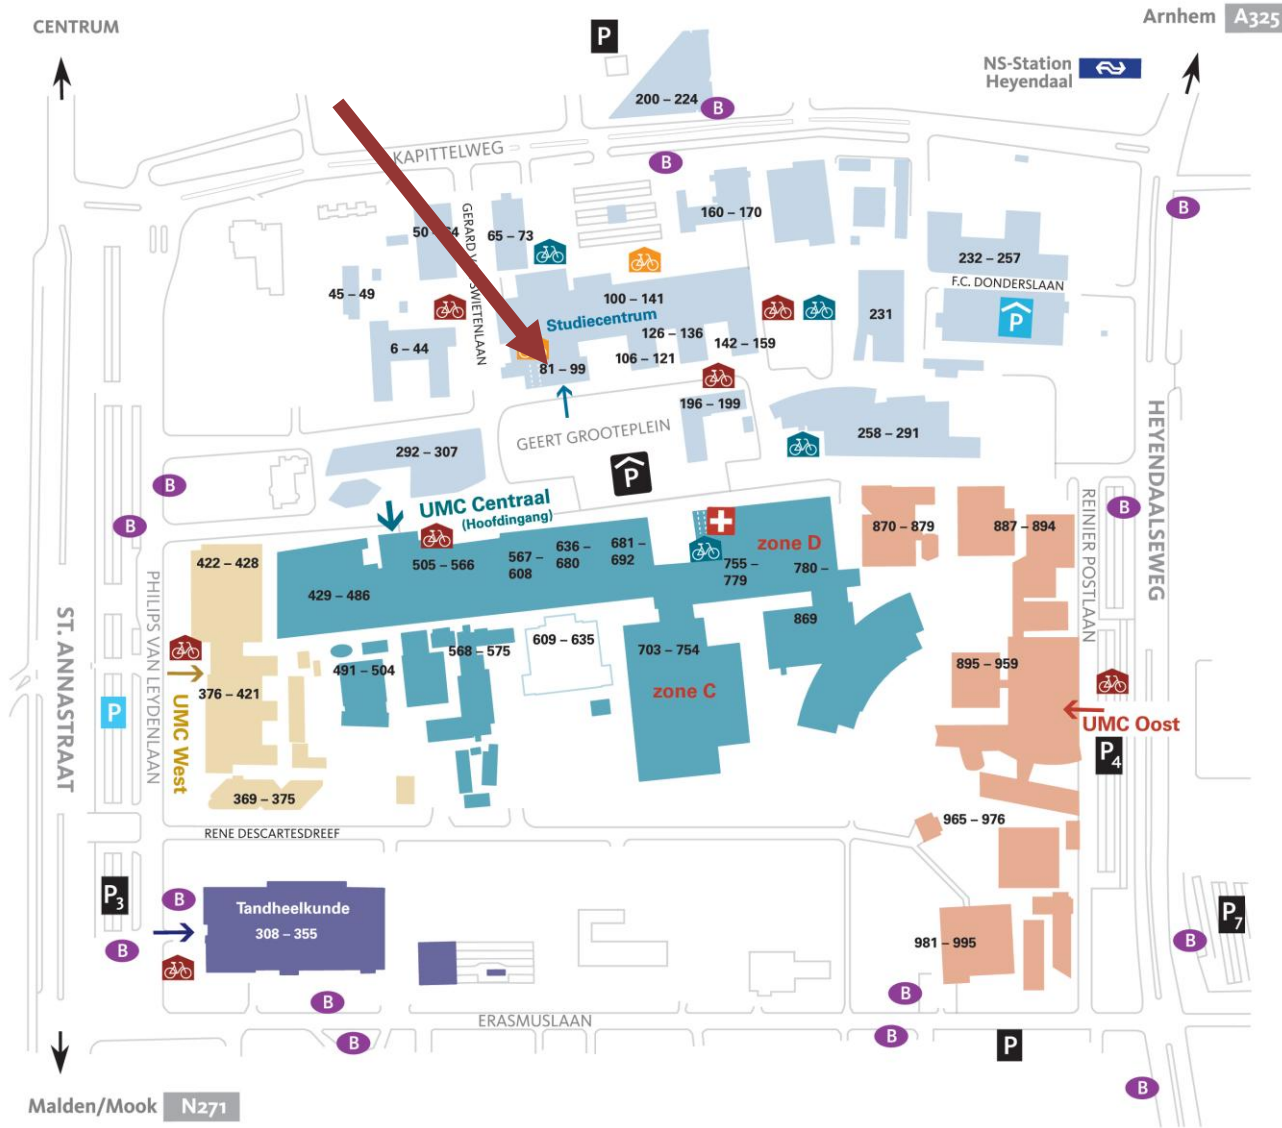 CENTRUM
Arnhem A325
NS-Station
Heyendaal
P
200 – 224
B
KAPITTELWEG
B
160 – 170
B
50 – 64
65 – 73
232 – 257
F.C. DONDERSLAAN
45 – 49
100 – 141
Studiecentrum
231
P
6 – 44
126 – 136
142 – 159
106 – 121
81 – 99
196 – 199
GEERT GROOTEPLEIN
258 – 291
HEYENDAALSEWEG
292 – 307
P
B
B
B
UMC Centraal
(Hoofdingang)
REINIER POSTLAAN
870 – 879
887 – 894
422 – 428
505 – 566
567 –
608
636 –
680
681 –
692
zone D
755 –
779
780 –
869
429 – 486
PHILIPS VAN LEYDENLAAN
ST. ANNASTRAAT
491 – 504
568 – 575
609 – 635
703 – 754
zone C
895 – 959
376 – 421
UMC West
P
UMC Oost
P4
369 – 375
RENE DESCARTESDREEF
965 – 976
P3
B
Tandheelkunde
308 – 355
B
981 – 995
P7
B
B
B
ERASMUSLAAN
B
B
P
B
Malden/Mook N271